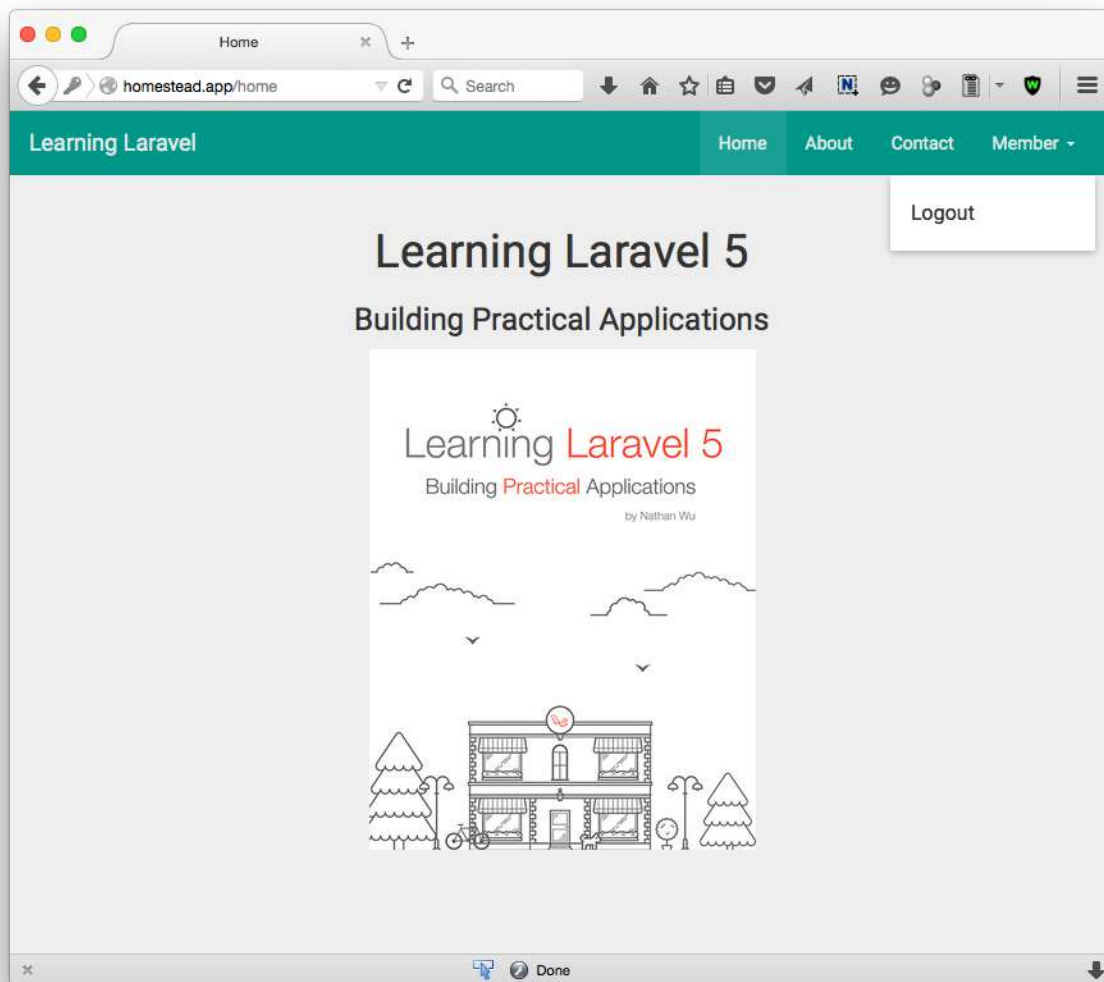 Home
homestead.app/home
Search
N
W
Learning Laravel
Home
About
Contact
Member
Logout
Learning Laravel 5
Building Practical Applications
Learning Laravel 5
Building Practical Applications
by Nathan Wu
Done